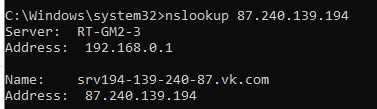 C:\Windows\system32>nslookup 87.240.139.194
Server:  RT-GM2-3
Address:  192.168.0.1

Name:    srv194-139-240-87.vk.com
Address:  87.240.139.194